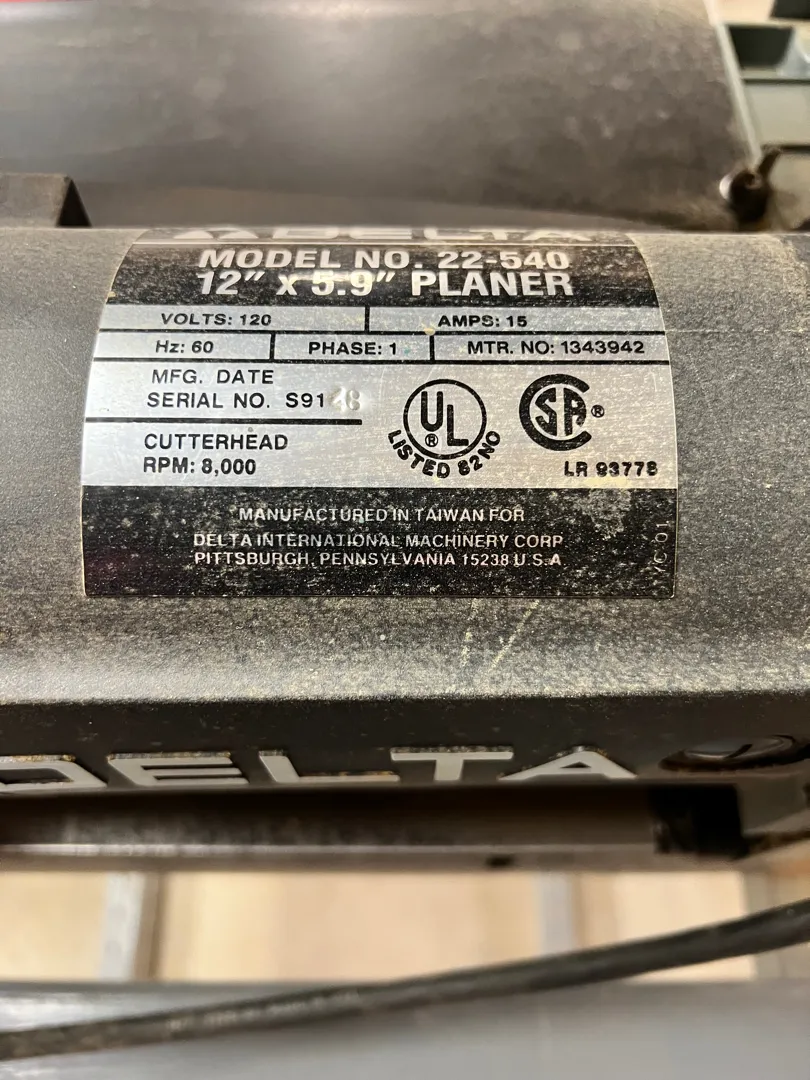 DELTA
MODEL NO. 22-540
12" x 5.9" PLANER
VOLTS: 120 AMPS: 15
Hz: 60 PHASE: 1 MTR. NO: 1343942
MFG. DATE
SERIAL NO. S91 48
CUTTERHEAD
RPM: 8,000
UL
®
LISTED 82NO
SA ®
LR 93778
MANUFACTURED IN TAIWAN FOR
DELTA INTERNATIONAL MACHINERY CORP
PITTSBURGH, PENNSYLVANIA 15238 U.S.A
DELTA